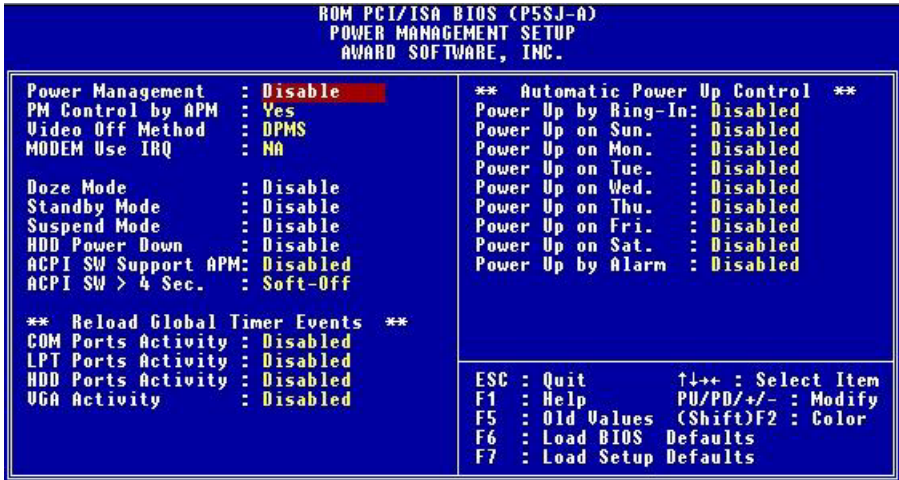 ROM PCI/ISA BIOS (P5SJ-A)
POWER MANAGEMENT SETUP
AWARD SOFTWARE, INC.
Power Management : Disable
PM Control by APM : Yes
Video Off Method : DPMS
MODEM Use IRQ : NA
Doze Mode : Disable
Standby Mode : Disable
Suspend Mode : Disable
HDD Power Down : Disable
ACPI SW Support APM: Disabled
ACPI SW > 4 Sec. : Soft-Off
** Reload Global Timer Events **
COM Ports Activity : Disabled
LPT Ports Activity : Disabled
HDD Ports Activity : Disabled
VGA Activity : Disabled
** Automatic Power Up Control **
Power Up by Ring-In: Disabled
Power Up on Sun. : Disabled
Power Up on Mon. : Disabled
Power Up on Tue. : Disabled
Power Up on Wed. : Disabled
Power Up on Thu. : Disabled
Power Up on Fri. : Disabled
Power Up on Sat. : Disabled
Power Up by Alarm : Disabled
ESC : Quit ↑↓→← : Select Item
F1 : Help PU/PD/+/- : Modify
F5 : Old Values (Shift)F2 : Color
F6 : Load BIOS Defaults
F7 : Load Setup Defaults